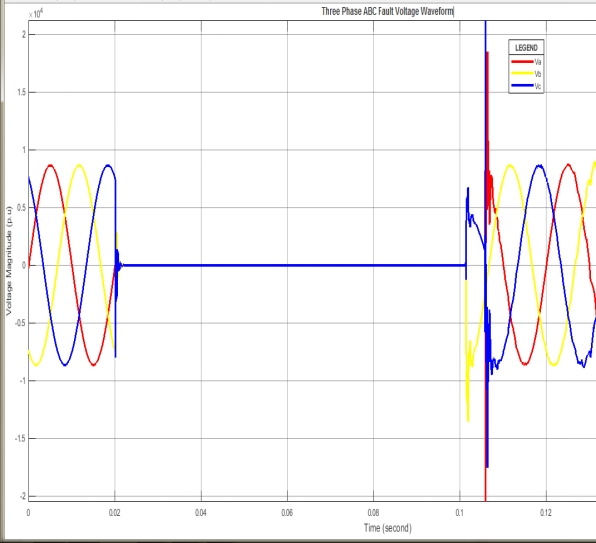 Three Phase ABC Fault Voltage Waveform
×10⁴
2
1.5
1
0.5
0
-0.5
-1
-1.5
-2
Voltage Magnitude (p.u)
LEGEND
Va
Vb
Vc
0
0.02
0.04
0.06
0.08
0.1
0.12
Time (second)